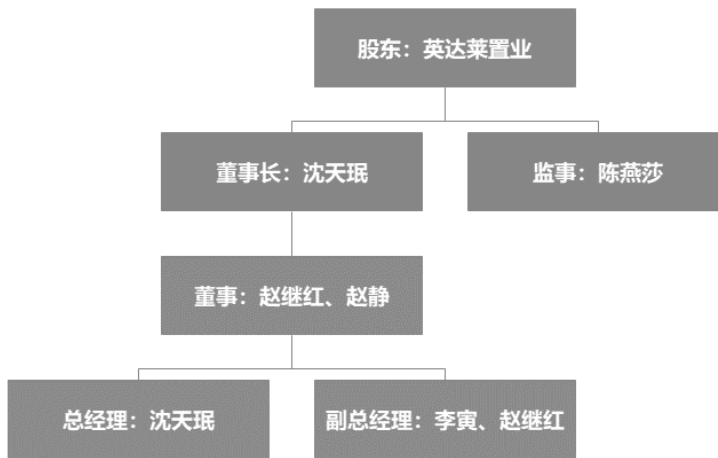 股东：英达莱置业
董事长：沈天珉
监事：陈燕莎
董事：赵继红、赵静
总经理：沈天珉
副总经理：李寅、赵继红